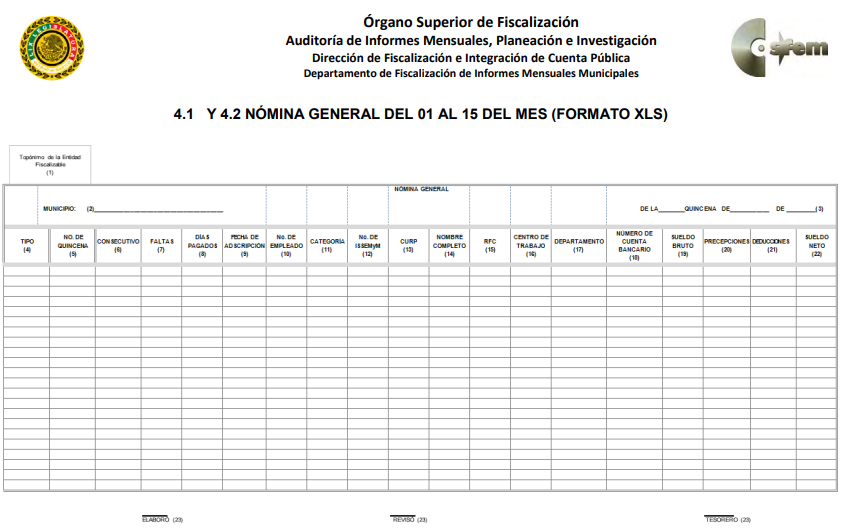 Órgano Superior de Fiscalización
Auditoría de Informes Mensuales, Planeación e Investigación
Dirección de Fiscalización e Integración de Cuenta Pública
Departamento de Fiscalización de Informes Mensuales Municipales
LIX LEGISLATURA
osfem
4.1 Y 4.2 NÓMINA GENERAL DEL 01 AL 15 DEL MES (FORMATO XLS)
Topónimo de la Entidad
Fiscalizable
(1)
NÓMINA GENERAL
MUNICIPIO: (2)______________________ DE LA_______QUINCENA DE__________ DE ________(3)
TIPO
(4)
NO. DE
QUINCENA
(5)
CONSECUTIVO
(6)
FALTAS
(7)
DÍAS
PAGADOS
(8)
FECHA DE
ADSCRIPCIÓN
(9)
No. DE
EMPLEADO
(10)
CATEGORÍA
(11)
No. DE
ISSEMyM
(12)
CURP
(13)
NOMBRE
COMPLETO
(14)
RFC
(15)
CENTRO DE
TRABAJO
(16)
DEPARTAMENTO
(17)
NÚMERO DE
CUENTA
BANCARIO
(18)
SUELDO
BRUTO
(19)
PRECEPCIONES
(20)
DEDUCCIONES
(21)
SUELDO
NETO
(22)
ELABORÓ (23) REVISÓ (23) TESORERO (23)